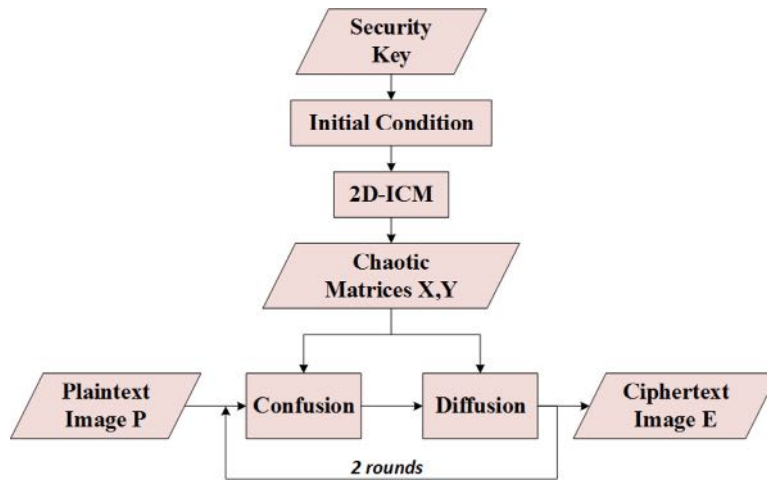 Security
Key
Initial Condition
2D-ICM
Chaotic
Matrices X,Y
Plaintext
Image P
Confusion
Diffusion
Ciphertext
Image E
2 rounds